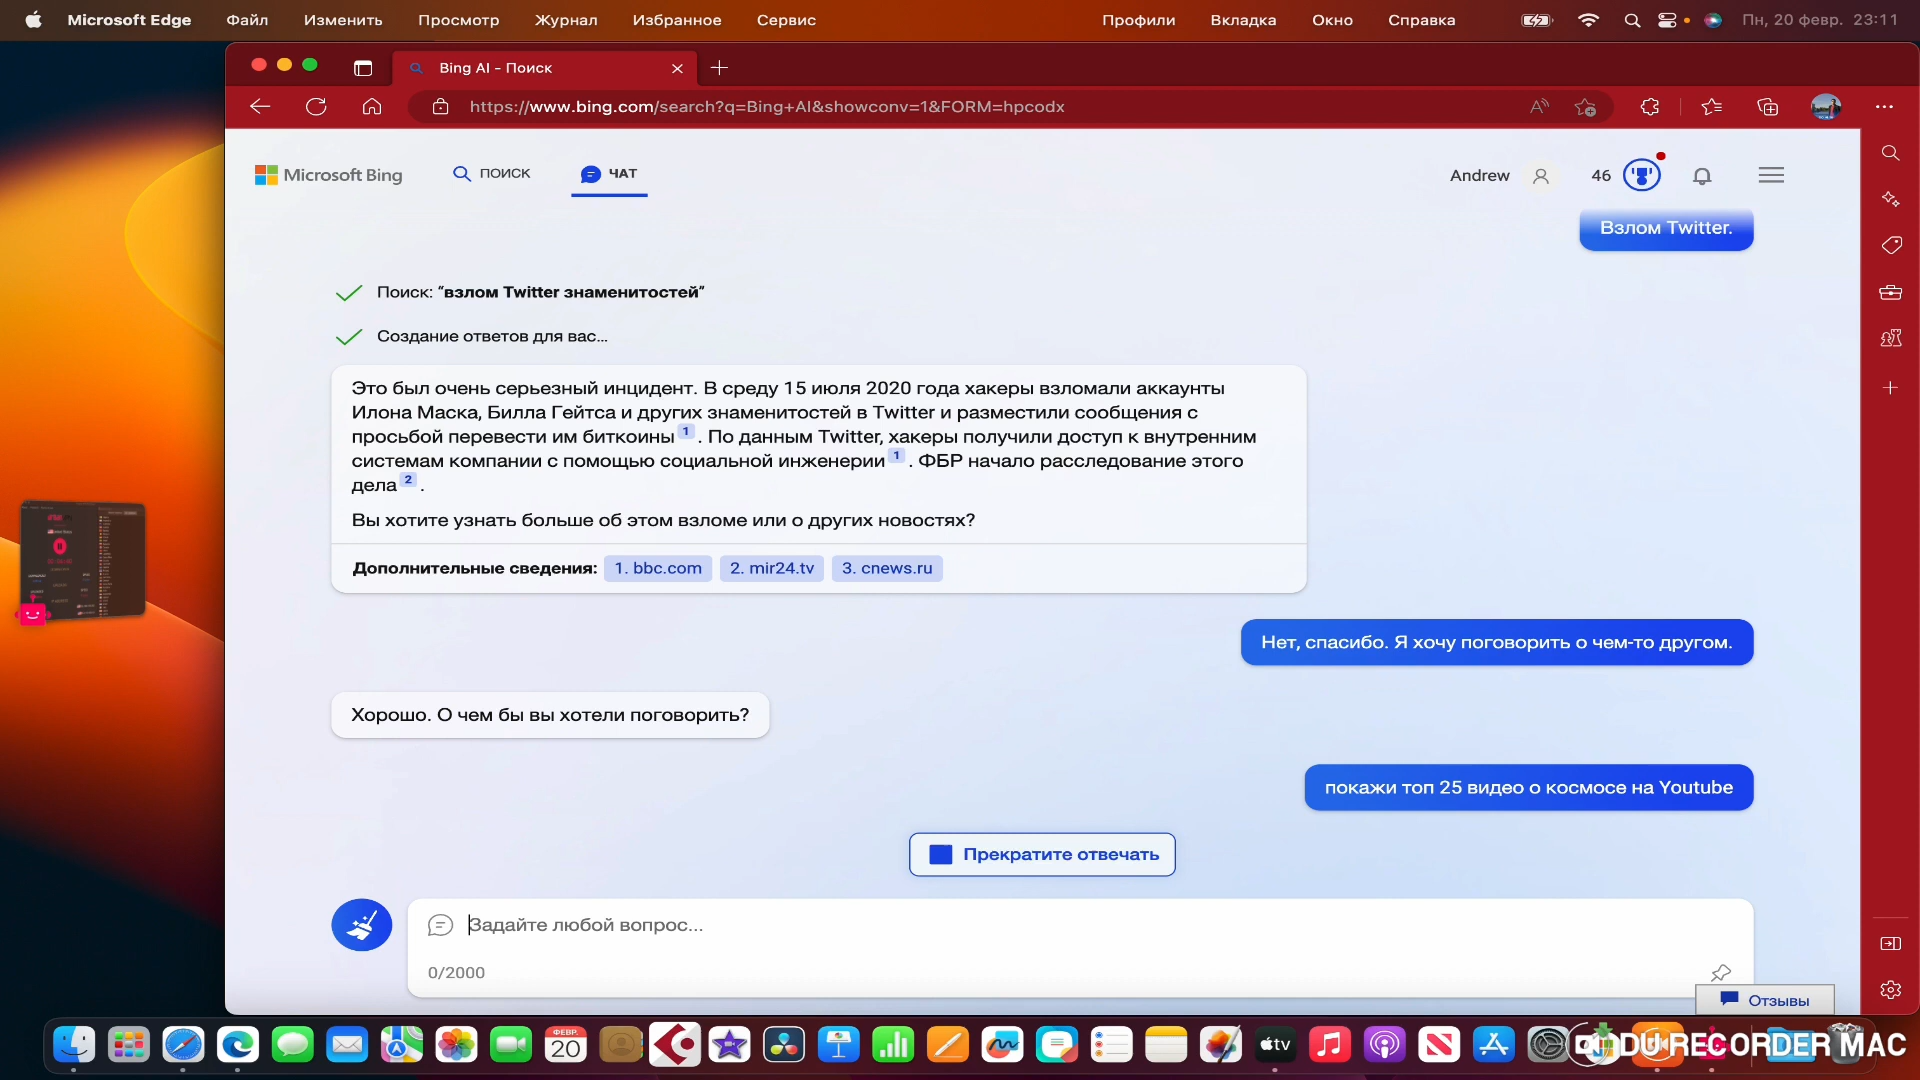 Microsoft Edge Файл Изменить Просмотр Журнал Избранное Сервис Профили Вкладка Окно Справка Пн, 20 февр. 23:11
Bing AI - Поиск
https://www.bing.com/search?q=Bing+AI&showconv=1&FORM=hpcodx
Microsoft Bing ПОИСК ЧАТ Andrew 46
Взлом Twitter.
Поиск: “взлом Twitter знаменитостей”
Создание ответов для вас...
Это был очень серьезный инцидент. В среду 15 июля 2020 года хакеры взломали аккаунты
Илона Маска, Билла Гейтса и других знаменитостей в Twitter и разместили сообщения с
просьбой перевести им биткоины 1 . По данным Twitter, хакеры получили доступ к внутренним
системам компании с помощью социальной инженерии 1 . ФБР начало расследование этого
дела 2 .
Вы хотите узнать больше об этом взломе или о других новостях?
Дополнительные сведения: 1. bbc.com 2. mir24.tv 3. cnews.ru
Нет, спасибо. Я хочу поговорить о чем-то другом.
Хорошо. О чем бы вы хотели поговорить?
покажи топ 25 видео о космосе на Youtube
Прекратите отвечать
Задайте любой вопрос...
0/2000
Отзывы
ФЕВР.
20
tv
DU RECORDER MAC